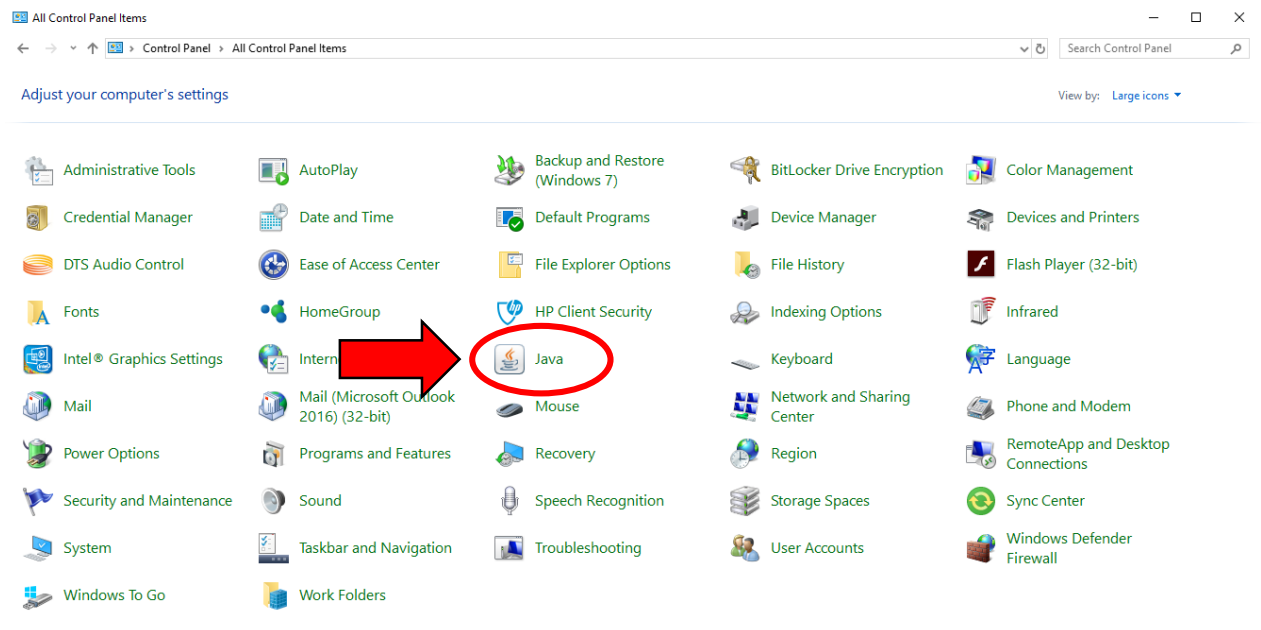 All Control Panel Items
Control Panel > All Control Panel Items
Search Control Panel
Adjust your computer's settings
View by: Large icons
Administrative Tools
AutoPlay
Backup and Restore
(Windows 7)
BitLocker Drive Encryption
Color Management
Credential Manager
Date and Time
Default Programs
Device Manager
Devices and Printers
DTS Audio Control
Ease of Access Center
File Explorer Options
File History
Flash Player (32-bit)
Fonts
HomeGroup
HP Client Security
Indexing Options
Infrared
Intel® Graphics Settings
Java
Keyboard
Language
Mail
Mail (Microsoft Outlook
2016) (32-bit)
Mouse
Network and Sharing
Center
Phone and Modem
Power Options
Programs and Features
Recovery
Region
RemoteApp and Desktop
Connections
Security and Maintenance
Sound
Speech Recognition
Storage Spaces
Sync Center
System
Taskbar and Navigation
Troubleshooting
User Accounts
Windows Defender
Firewall
Windows To Go
Work Folders